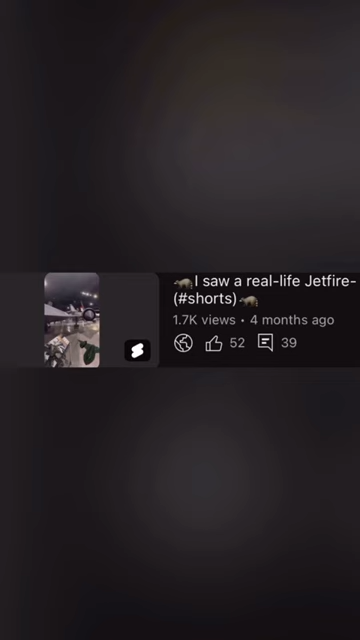 🦡I saw a real-life Jetfire-
(#shorts)🦡
1.7K views • 4 months ago
52 39